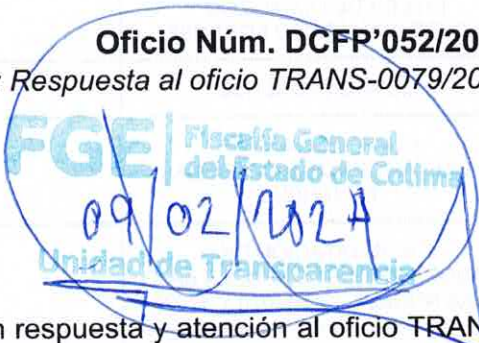 Oficio Núm. DCFP'052/20
Respuesta al oficio TRANS-0079/20
FGE Fiscalía General
del Estado de Colima
09/02/2024
Unidad de Transparencia
respuesta y atención al oficio TRAN